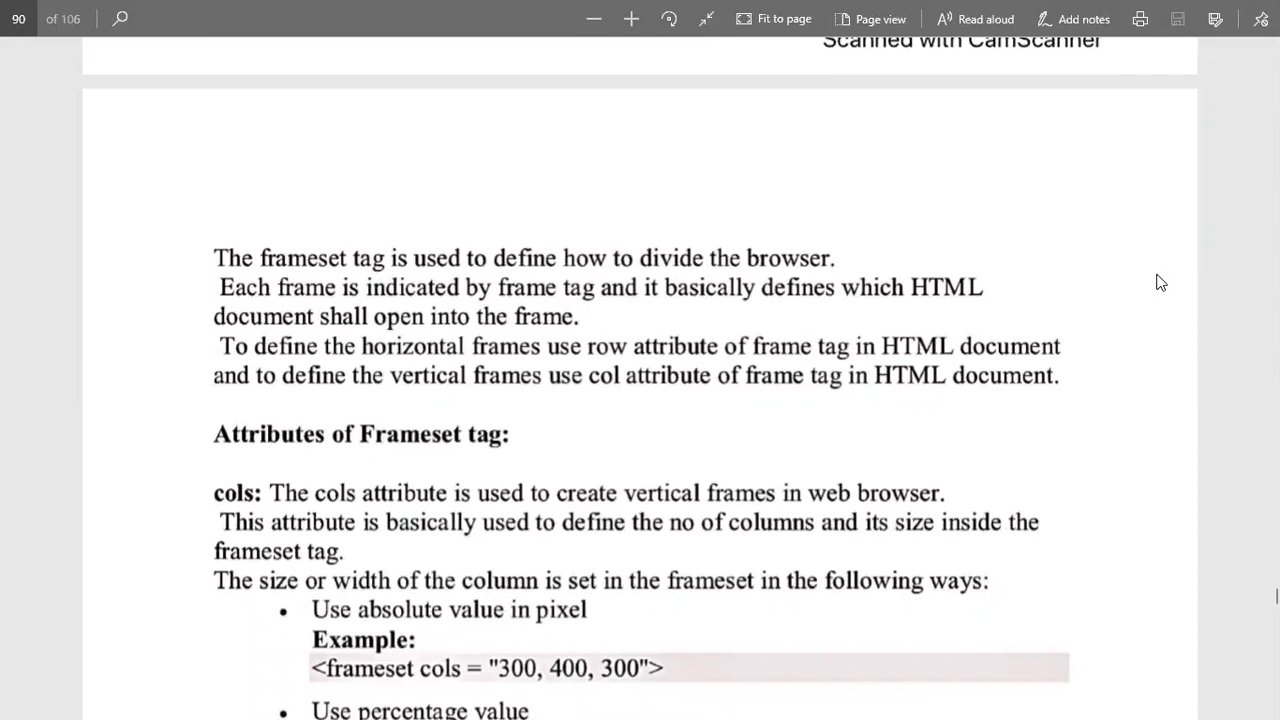 90 of 106 Fit to page Page view Read aloud Add notes
Scanned with CamScanner
The frameset tag is used to define how to divide the browser.
Each frame is indicated by frame tag and it basically defines which HTML
document shall open into the frame.
To define the horizontal frames use row attribute of frame tag in HTML document
and to define the vertical frames use col attribute of frame tag in HTML document.
Attributes of Frameset tag:
cols: The cols attribute is used to create vertical frames in web browser.
This attribute is basically used to define the no of columns and its size inside the
frameset tag.
The size or width of the column is set in the frameset in the following ways:
• Use absolute value in pixel
Example:
<frameset cols = "300, 400, 300">
• Use percentage value